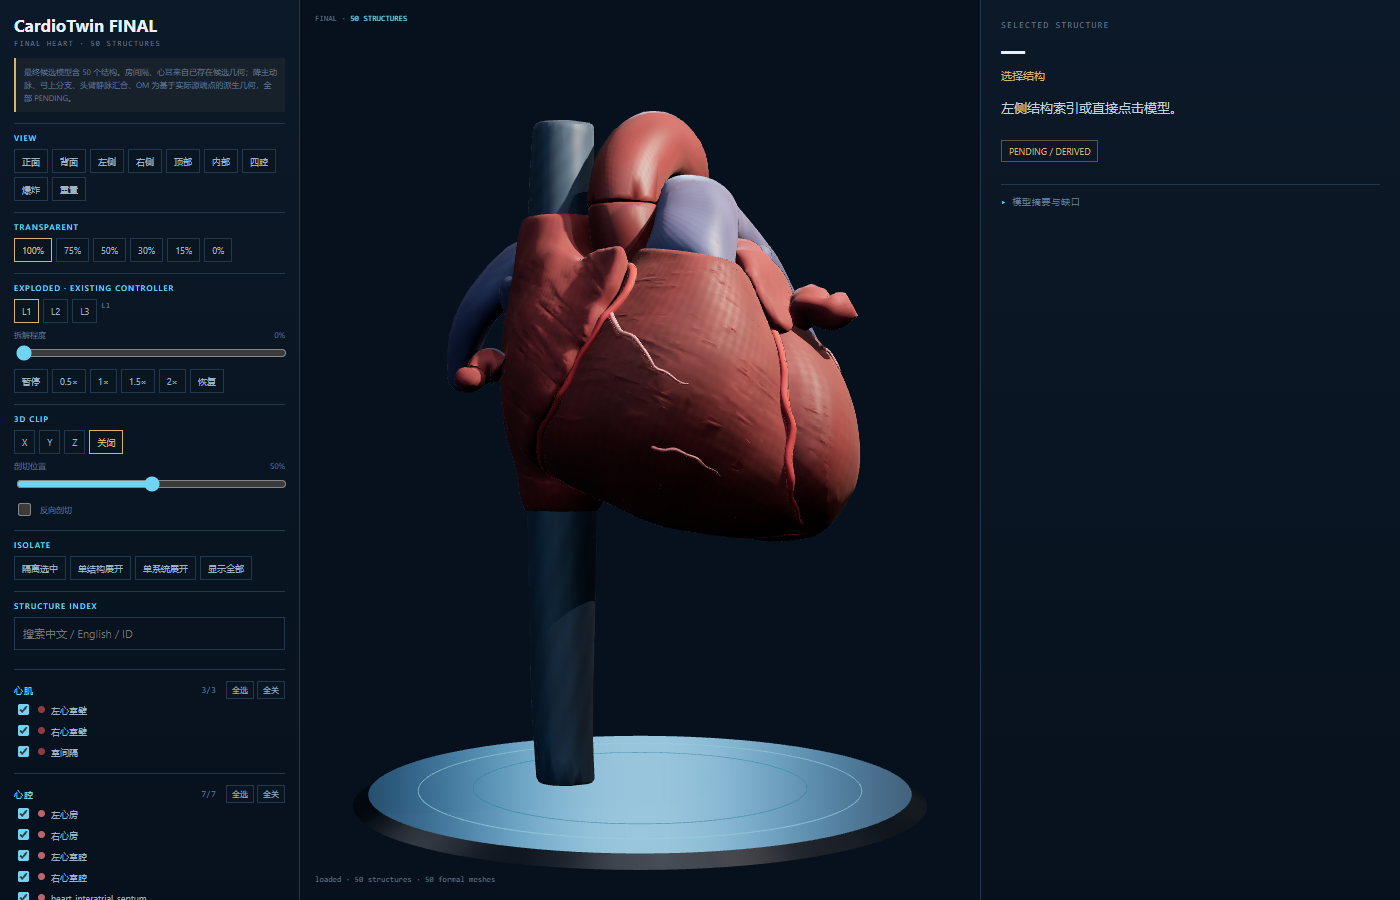 CardioTwin FINAL
FINAL HEART · 50 STRUCTURES
最终候选模型含 50 个结构。房间隔、心耳来自已存在候选几何；降主动
脉、弓上分支、头臂静脉汇合、OM 为基于实际源端点的派生几何，全
部 PENDING。
VIEW
正面 背面 左侧 右侧 顶部 内部 四腔
爆炸 重置
TRANSPARENT
100% 75% 50% 30% 15% 0%
EXPLODED · EXISTING CONTROLLER
L1 L2 L3 L1
拆解程度 0%
暂停 0.5× 1× 1.5× 2× 恢复
3D CLIP
X Y Z 关闭
剖切位置 50%
反向剖切
ISOLATE
隔离选中 单结构展开 单系统展开 显示全部
STRUCTURE INDEX
搜索中文 / English / ID
心肌 3/3 全选 全关
左心室壁
右心室壁
室间隔
心腔 7/7 全选 全关
左心房
右心房
左心室腔
右心室腔
heart_interatrial_septum
FINAL · 50 STRUCTURES
loaded · 50 structures · 50 formal meshes
SELECTED STRUCTURE
选择结构
左侧结构索引或直接点击模型。
PENDING / DERIVED
▸ 模型摘要与缺口